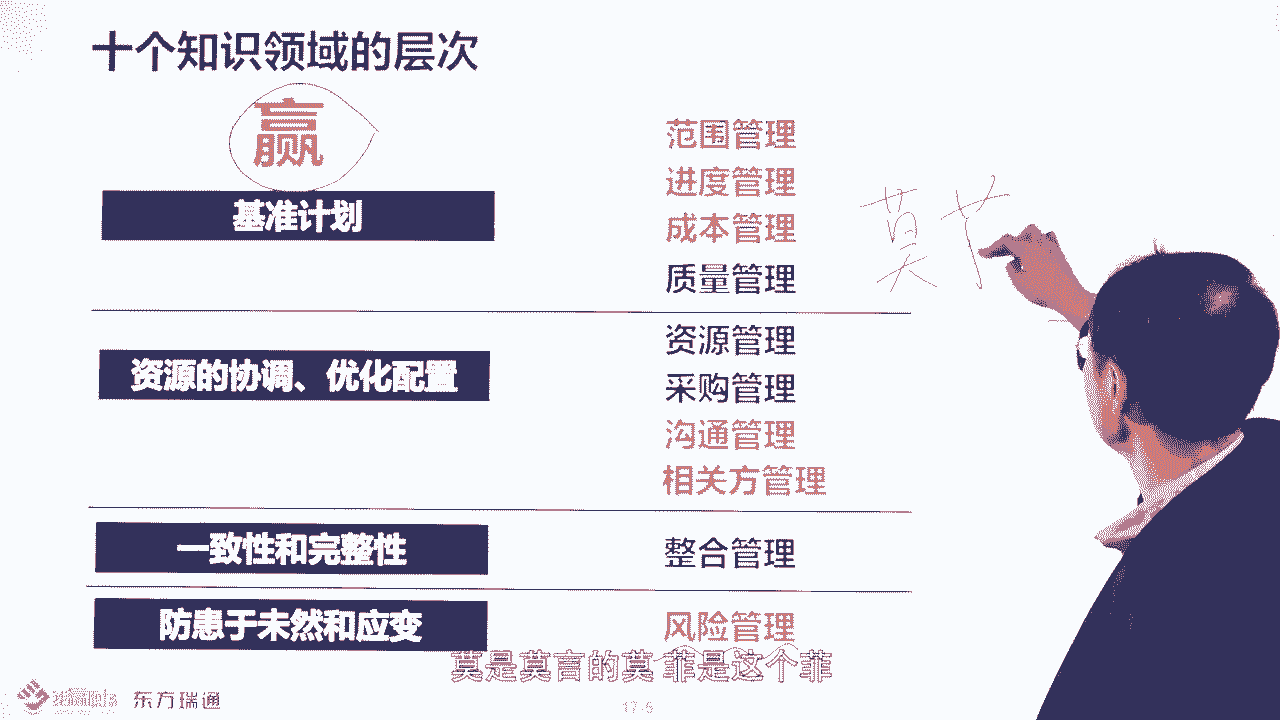 十个知识领域的层次
赢
基准计划
范围管理
进度管理
成本管理
质量管理
莫
资源的协调、优化配置
资源管理
采购管理
沟通管理
相关方管理
一致性和完整性
整合管理
防患于未然和应变
风险管理
莫是莫言的莫 菲是这个菲
东方瑞通